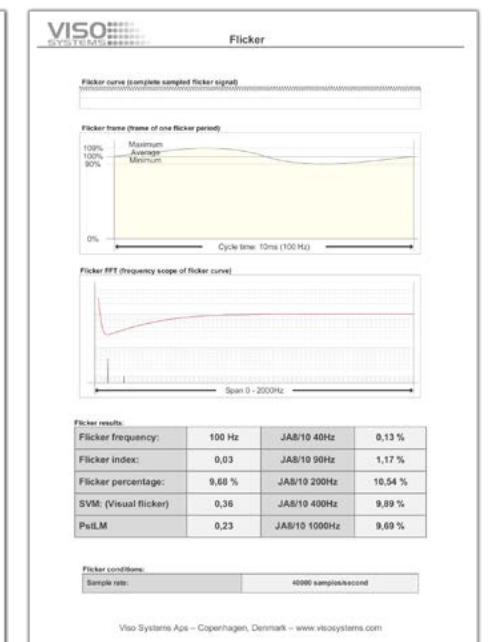 VISO
SYSTEMS
Flicker
Flicker curve (complete sampled flicker signal)
Flicker frame (frame of one flicker period)
109%
100%
90%
Maximum
Average
Minimum
0%
Cycle time: 10ms (100 Hz)
Flicker FFT (frequency scope of flicker curve)
Span 0 - 2000Hz
Flicker results:
Flicker frequency: 100 Hz JA8/10 40Hz 0,13 %
Flicker index: 0,03 JA8/10 90Hz 1,17 %
Flicker percentage: 9,68 % JA8/10 200Hz 10,54 %
SVM: (Visual flicker) 0,36 JA8/10 400Hz 9,89 %
PstLM 0,23 JA8/10 1000Hz 9,69 %
Flicker conditions:
Sample rate: 40000 samples/second
Viso Systems Aps – Copenhagen, Denmark – www.visosystems.com